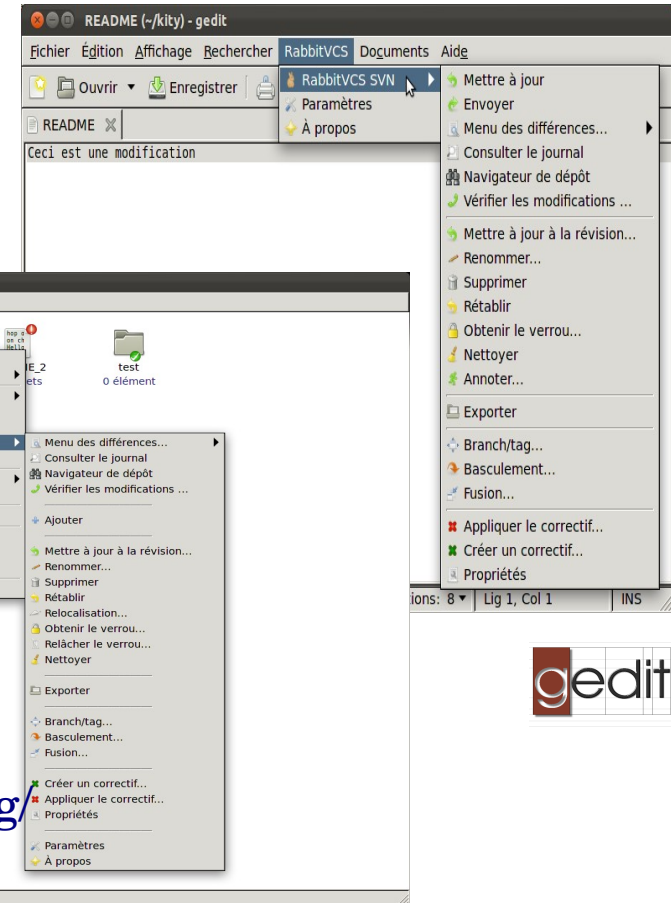 README (~/kity) - gedit
Fichier Édition Affichage Rechercher RabbitVCS Documents Aide
Ouvrir Enregistrer
RabbitVCS SVN
Paramètres
À propos
README
Ceci est une modification
Mettre à jour
Envoyer
Menu des différences...
Consulter le journal
Navigateur de dépôt
Vérifier les modifications ...
Mettre à jour à la révision...
Renommer...
Supprimer
Rétablir
Obtenir le verrou...
Nettoyer
Annoter...
Exporter
Branch/tag...
Basculement...
Fusion...
Appliquer le correctif...
Créer un correctif...
Propriétés
ions: 8 Lig 1, Col 1 INS
IE_2
ets
test
0 élément
Menu des différences...
Consulter le journal
Navigateur de dépôt
Vérifier les modifications ...
Ajouter
Mettre à jour à la révision...
Renommer...
Supprimer
Rétablir
Relocalisation...
Obtenir le verrou...
Relâcher le verrou...
Nettoyer
Exporter
Branch/tag...
Basculement...
Fusion...
Créer un correctif...
Appliquer le correctif...
Propriétés
Paramètres
À propos
g/
gedit